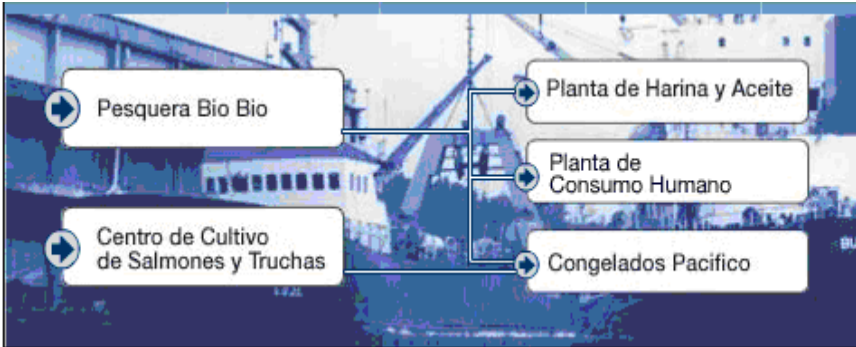 Pesquera Bio Bio
Centro de Cultivo
de Salmones y Truchas
Planta de Harina y Aceite
Planta de
Consumo Humano
Congelados Pacifico
BU